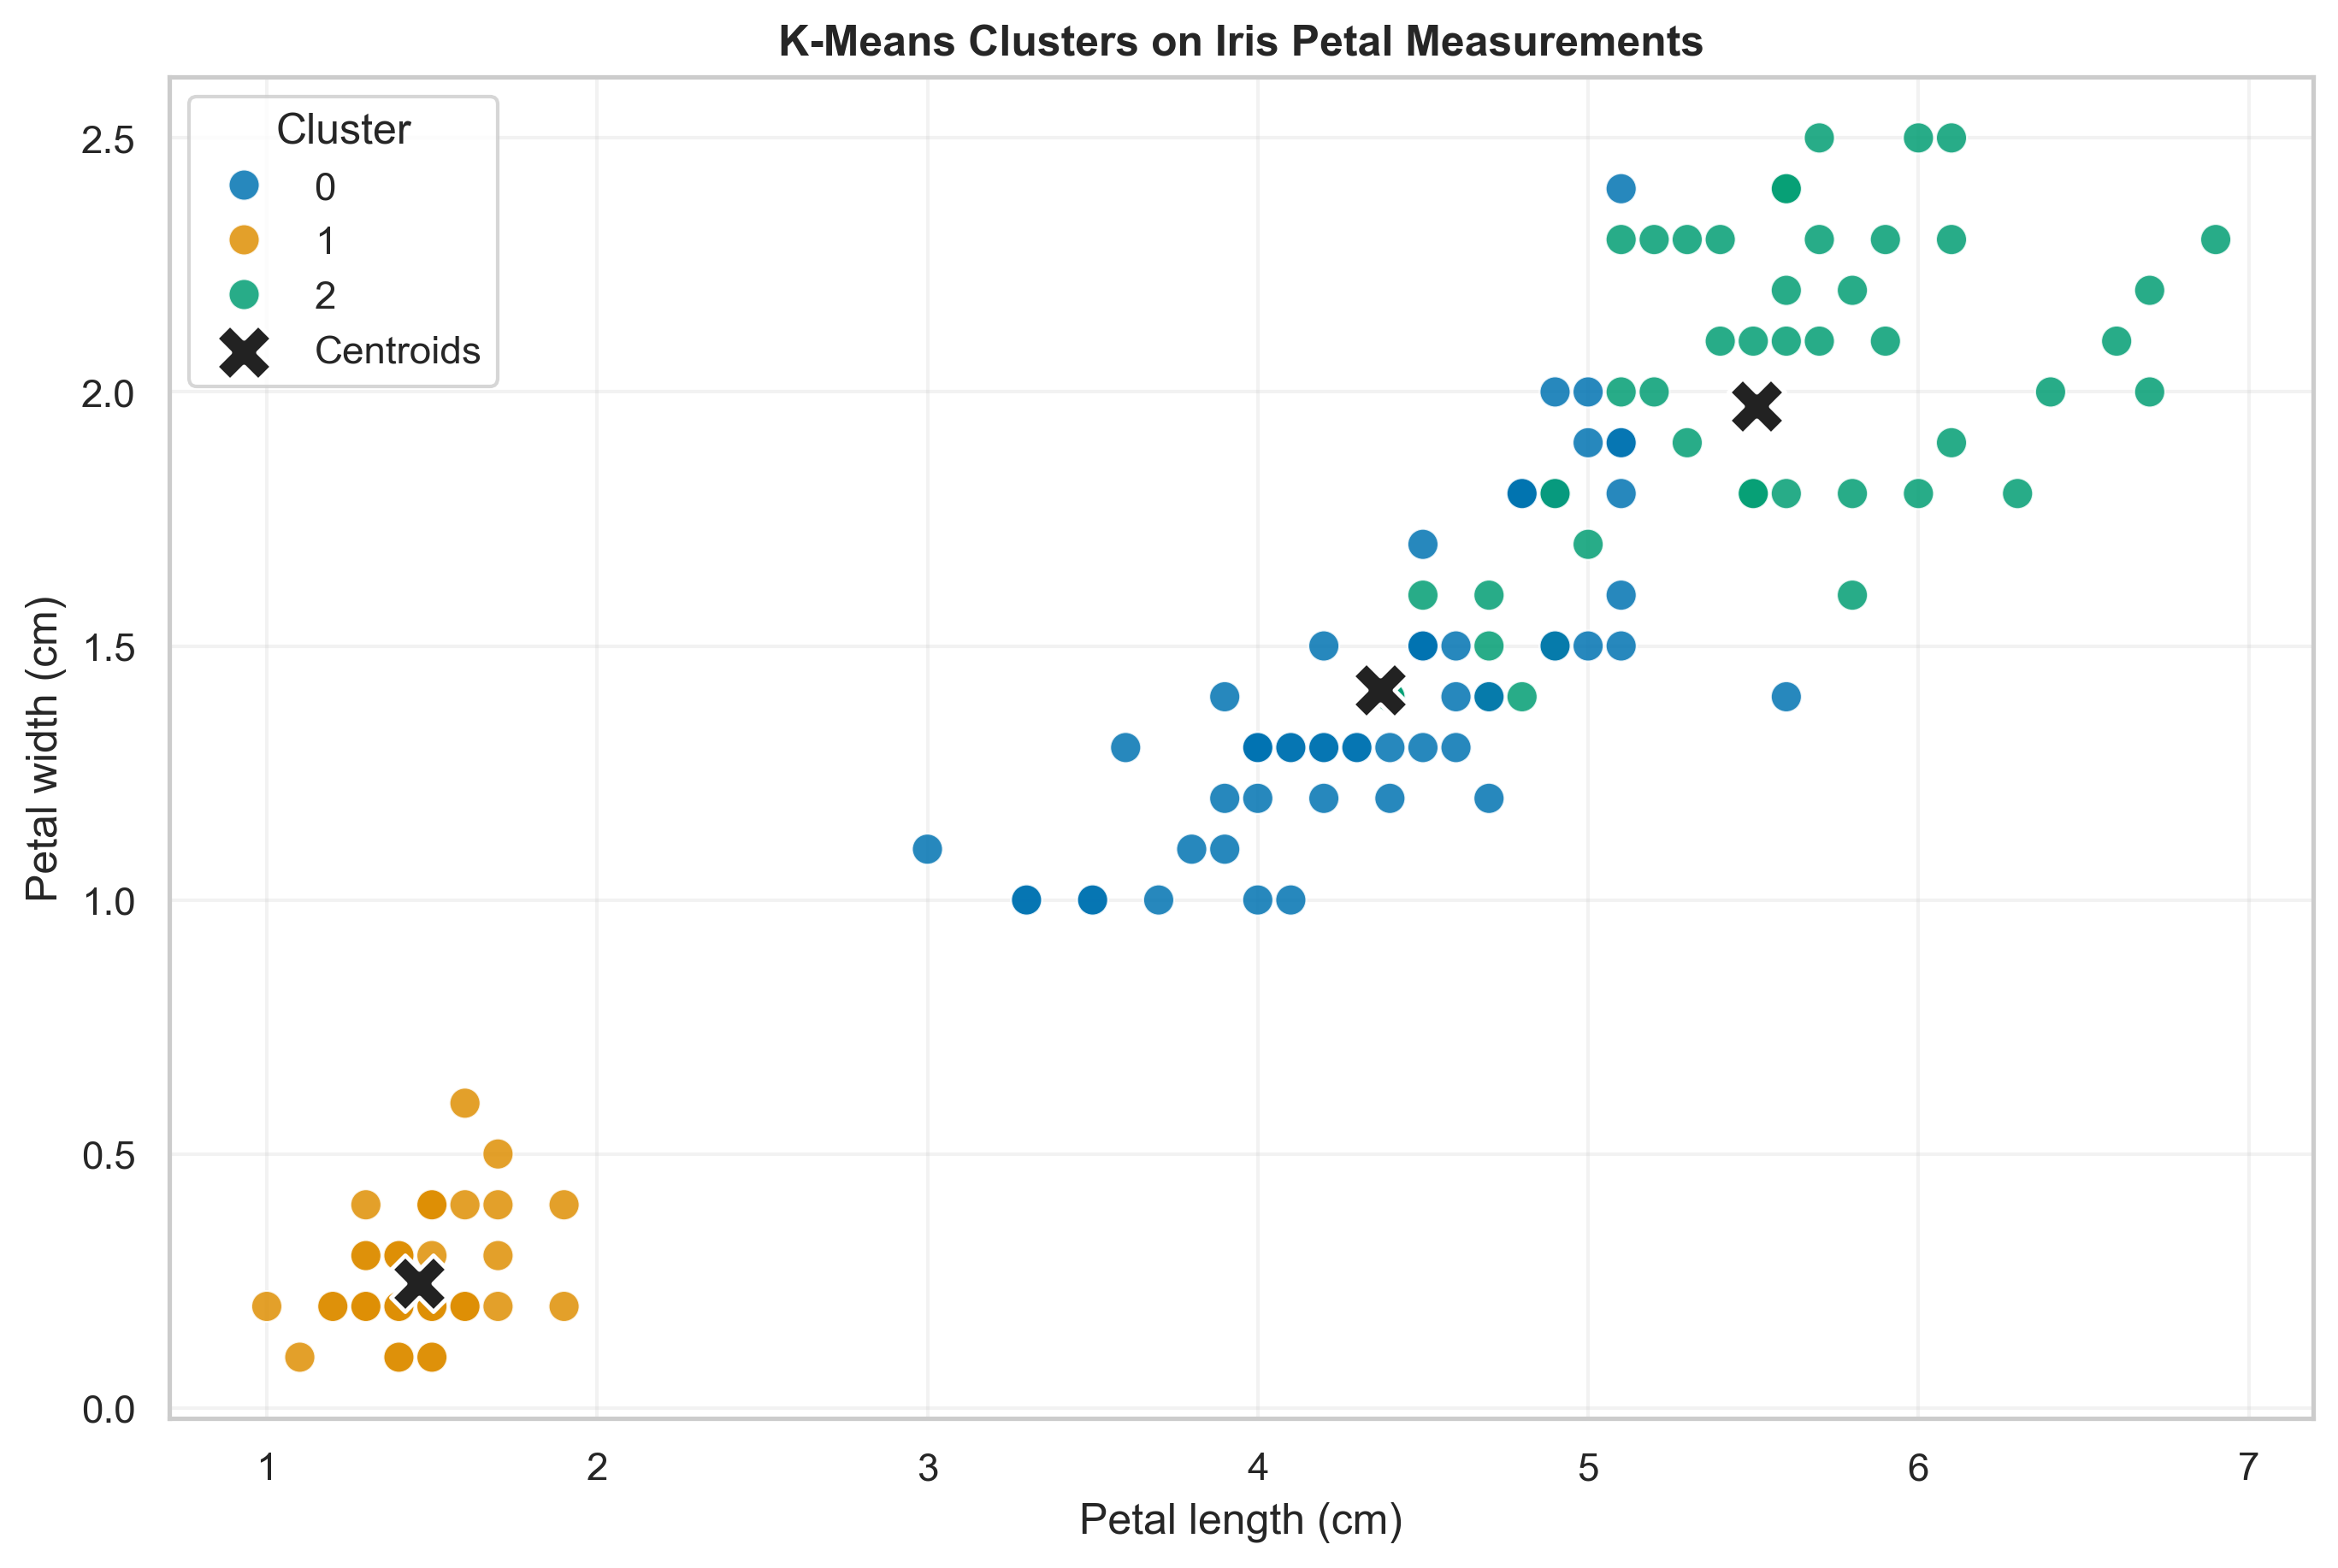 K-Means Clusters on Iris Petal Measurements
Cluster
0
1
2
Centroids
2.5
2.0
1.5
1.0
0.5
0.0
Petal width (cm)
1 2 3 4 5 6 7
Petal length (cm)